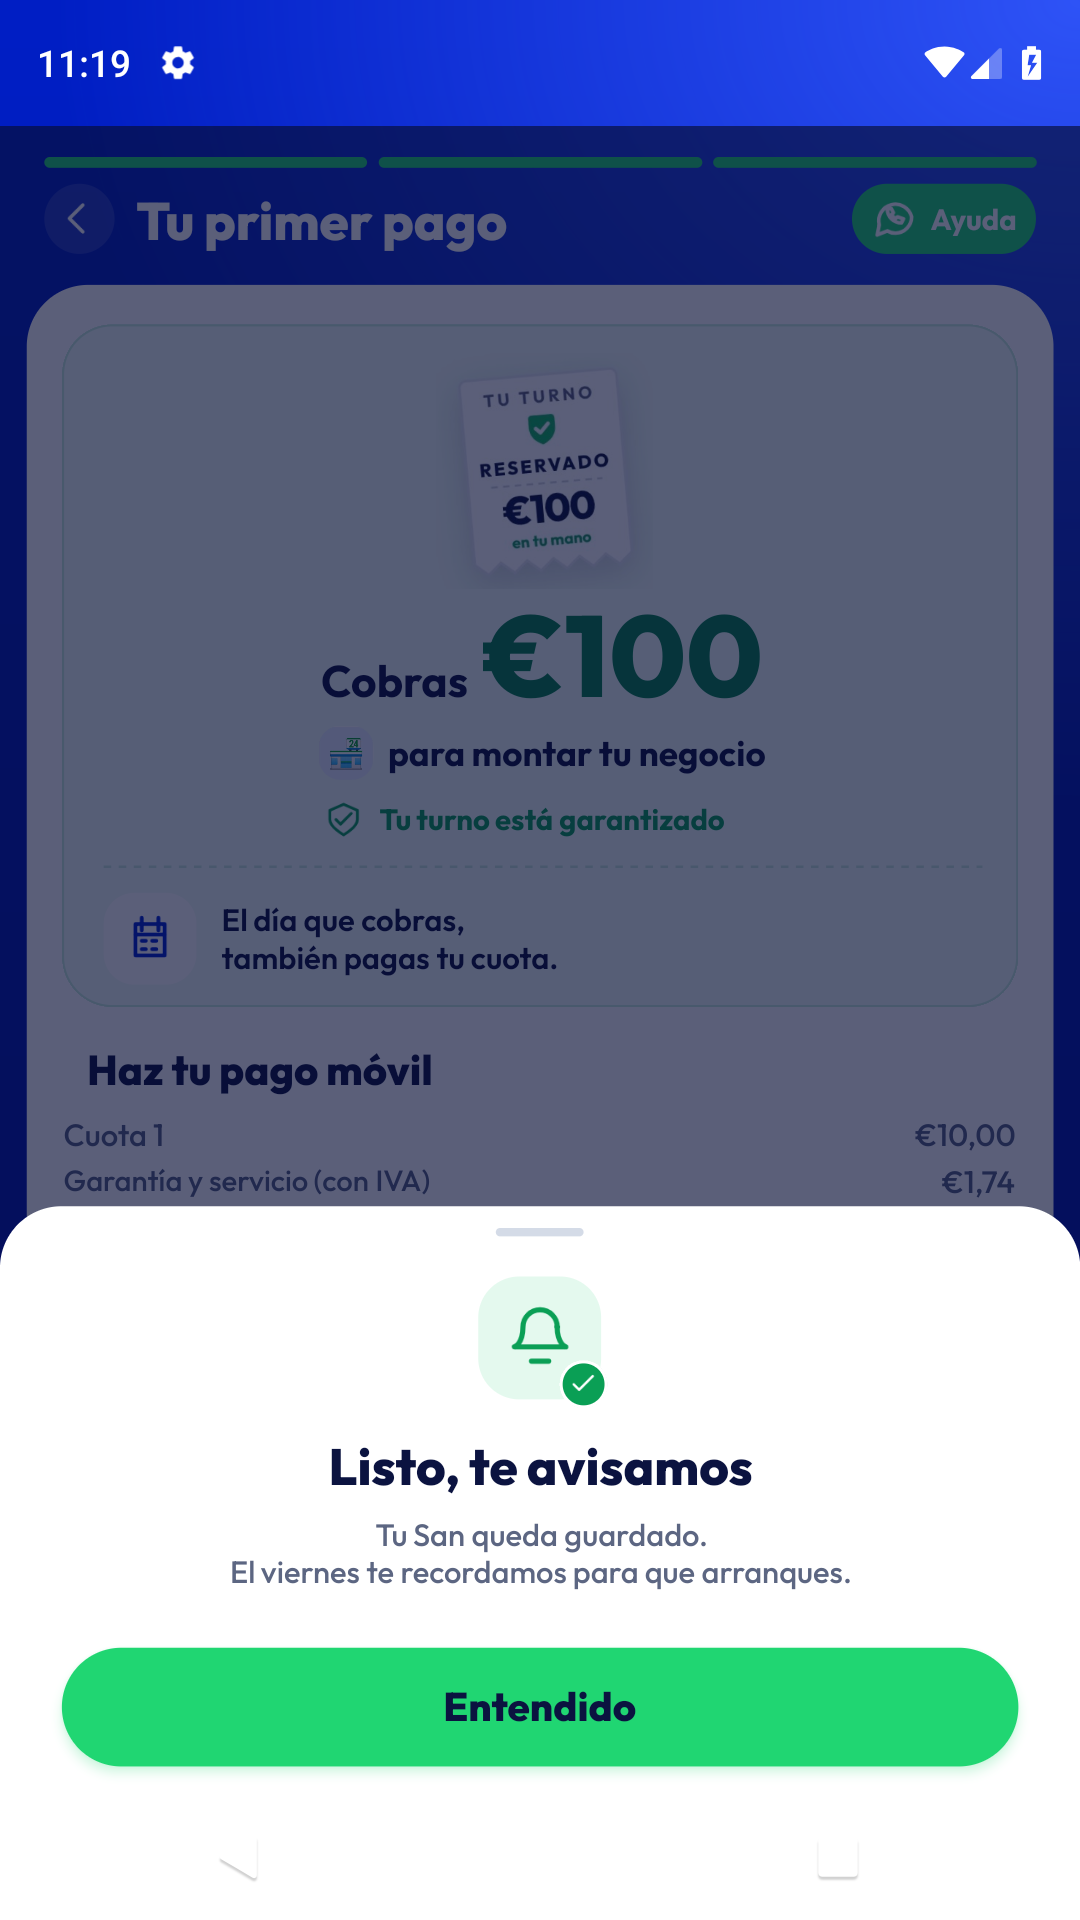 11:19
Tu primer pago
Ayuda
TU TURNO
RESERVADO
€100
en tu mano
Cobras €100
24
para montar tu negocio
Tu turno está garantizado
El día que cobras,
también pagas tu cuota.
Haz tu pago móvil
Cuota 1 €10,00
Garantía y servicio (con IVA) €1,74
Listo, te avisamos
Tu San queda guardado.
El viernes te recordamos para que arranques.
Entendido